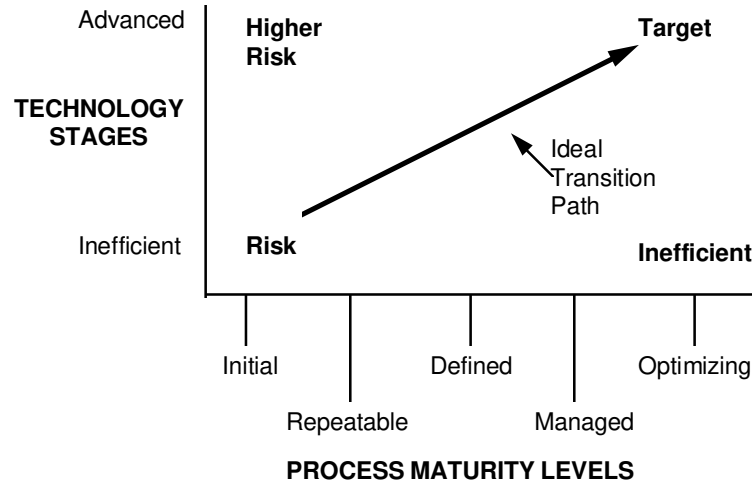 Advanced
Higher
Risk
Target
TECHNOLOGY
STAGES
Ideal
Transition
Path
Inefficient
Risk
Inefficient
Initial
Defined
Optimizing
Repeatable
Managed
PROCESS MATURITY LEVELS